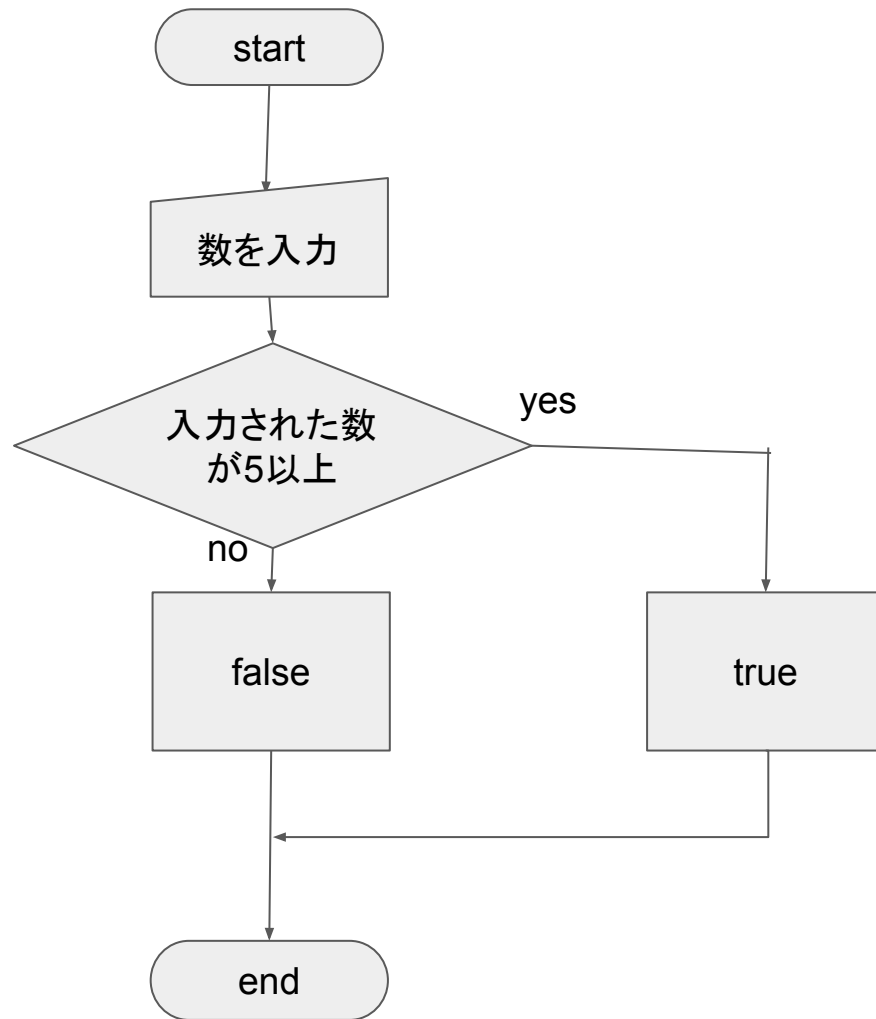 start
数を入力
入力された数
が5以上
yes
no
false
true
end